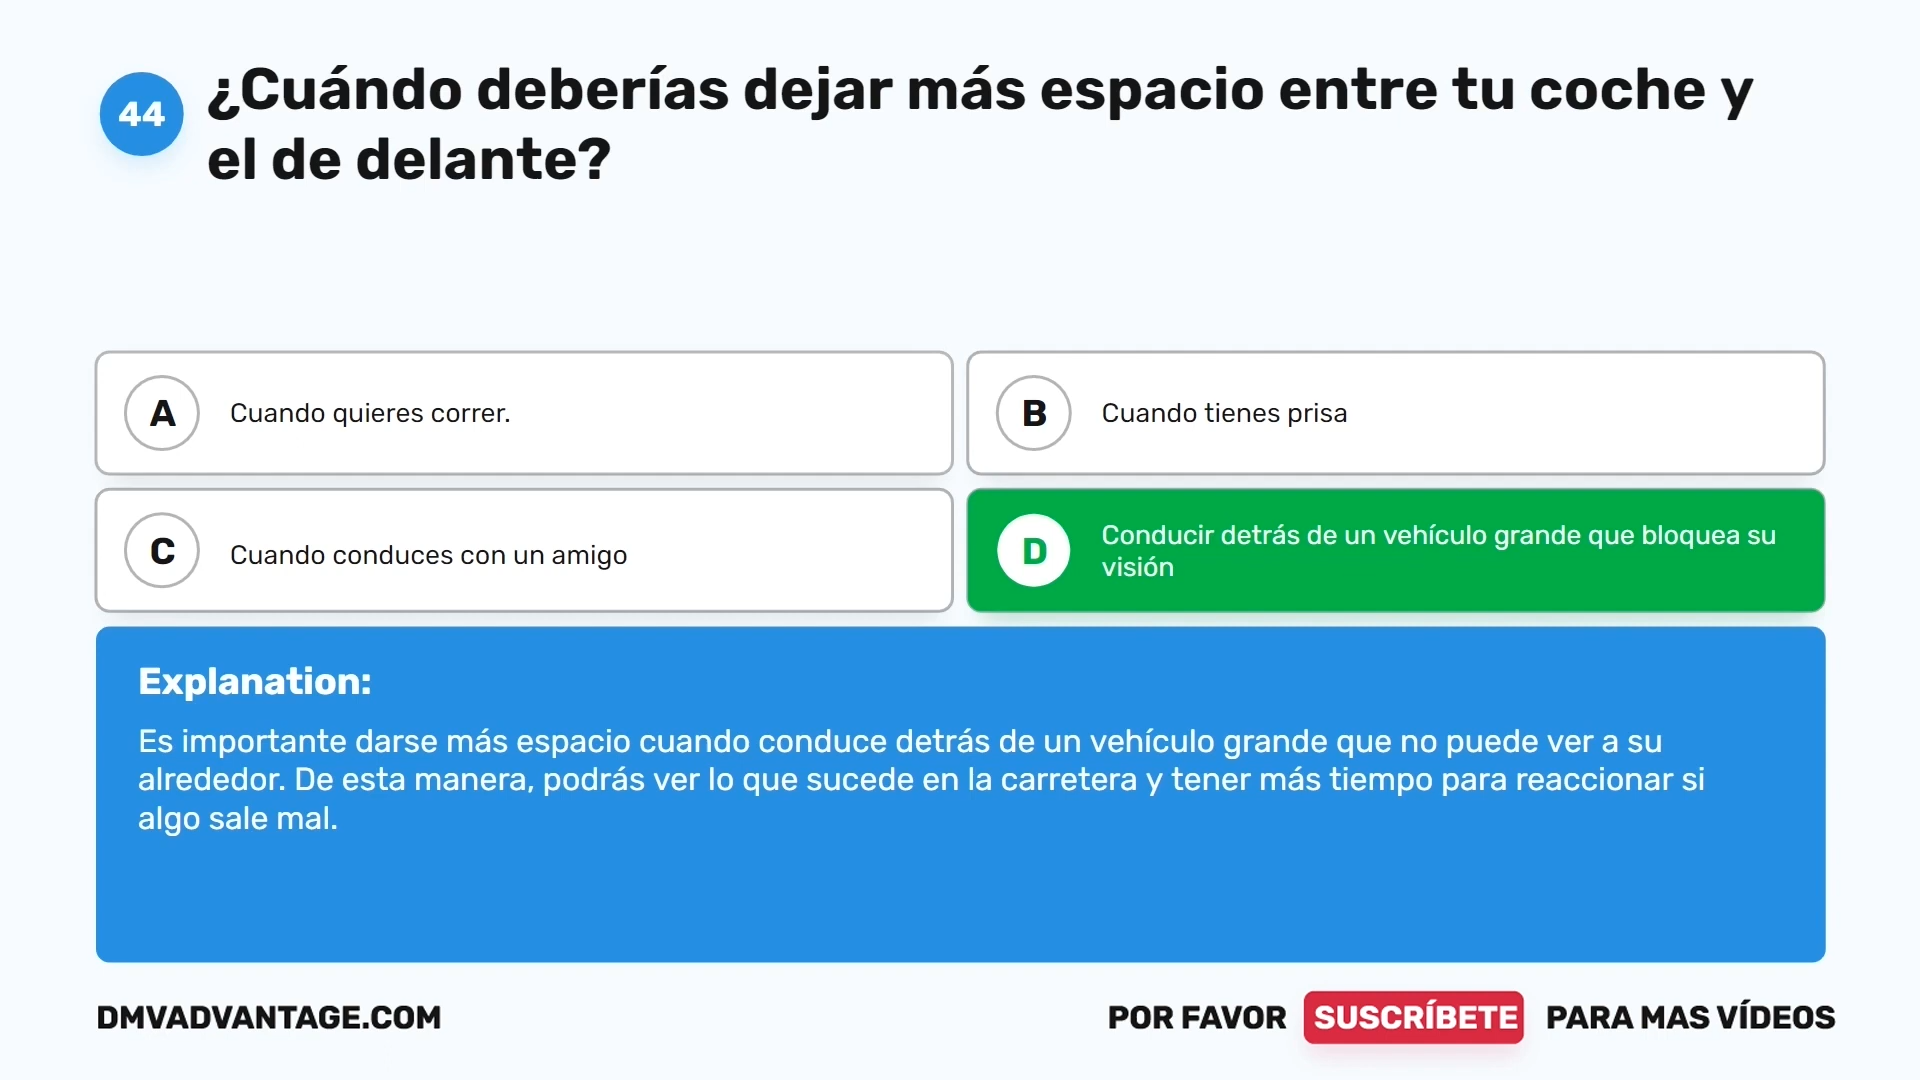 44
¿Cuándo deberías dejar más espacio entre tu coche y
el de delante?
A
Cuando quieres correr.
B
Cuando tienes prisa
C
Cuando conduces con un amigo
D
Conducir detrás de un vehículo grande que bloquea su
visión
Explanation:
Es importante darse más espacio cuando conduce detrás de un vehículo grande que no puede ver a su
alrededor. De esta manera, podrás ver lo que sucede en la carretera y tener más tiempo para reaccionar si
algo sale mal.
DMVADVANTAGE.COM
POR FAVOR SUSCRÍBETE PARA MAS VÍDEOS